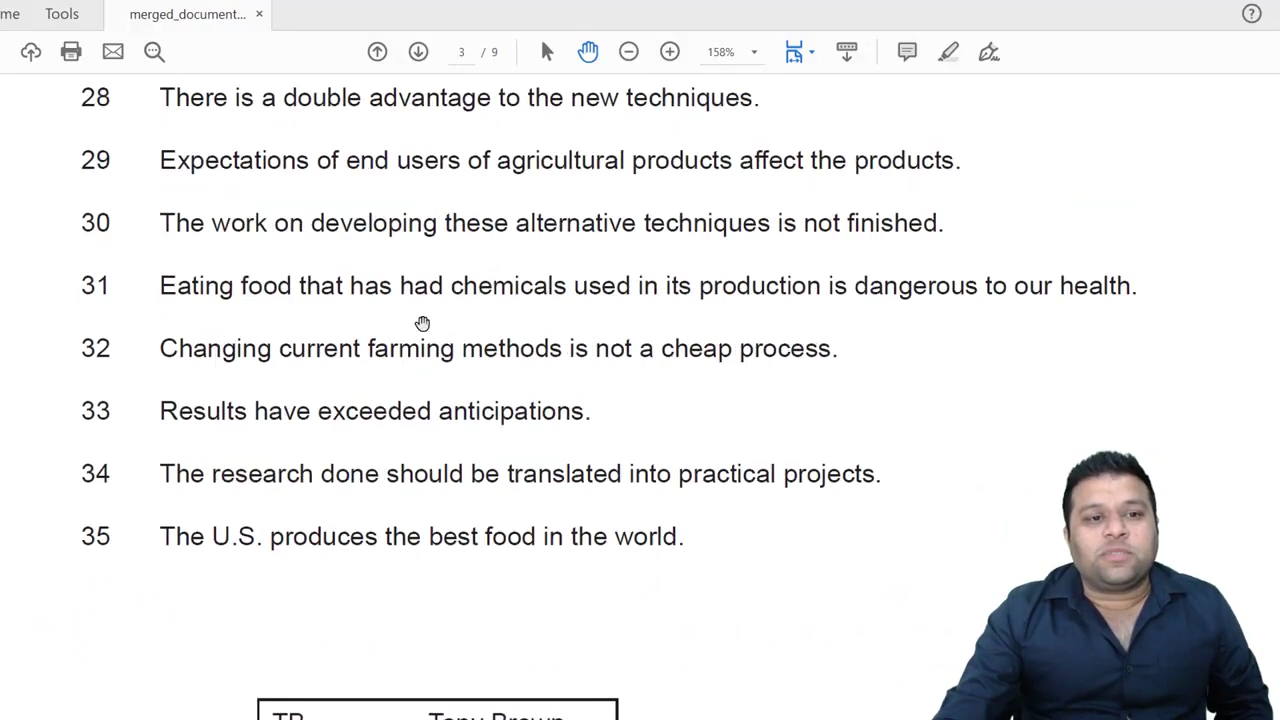 me Tools merged_document... ×
3 / 9 158%
28 There is a double advantage to the new techniques.
29 Expectations of end users of agricultural products affect the products.
30 The work on developing these alternative techniques is not finished.
31 Eating food that has had chemicals used in its production is dangerous to our health.
32 Changing current farming methods is not a cheap process.
33 Results have exceeded anticipations.
34 The research done should be translated into practical projects.
35 The U.S. produces the best food in the world.
TB Tony Brown